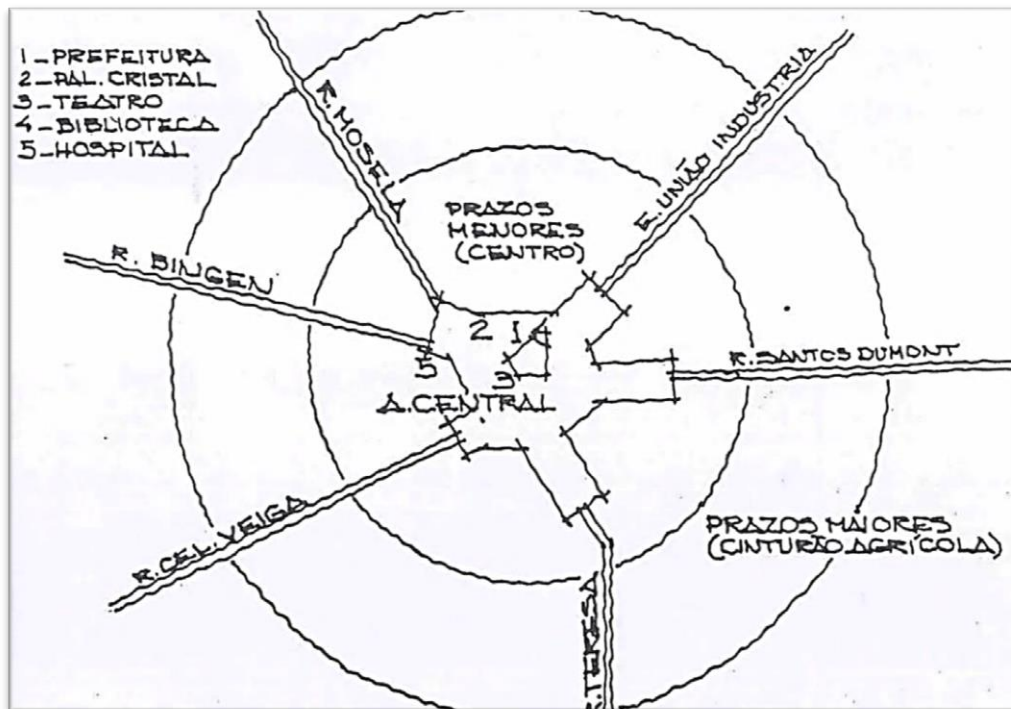 1_PREFEITURA
2_PAL. CRISTAL
3_TEATRO
4_BIBLIOTECA
5_HOSPITAL
R. MOSELA
E. UNIÃO INDUSTRIA
PRAZOS
MENORES
(CENTRO)
R. BINGEN
2 1 4
5 3
R. SANTOS DUMONT
A. CENTRAL
R. CEL. VEIGA
PRAZOS MAIORES
(CINTURÃO AGRÍCOLA)
TERESA